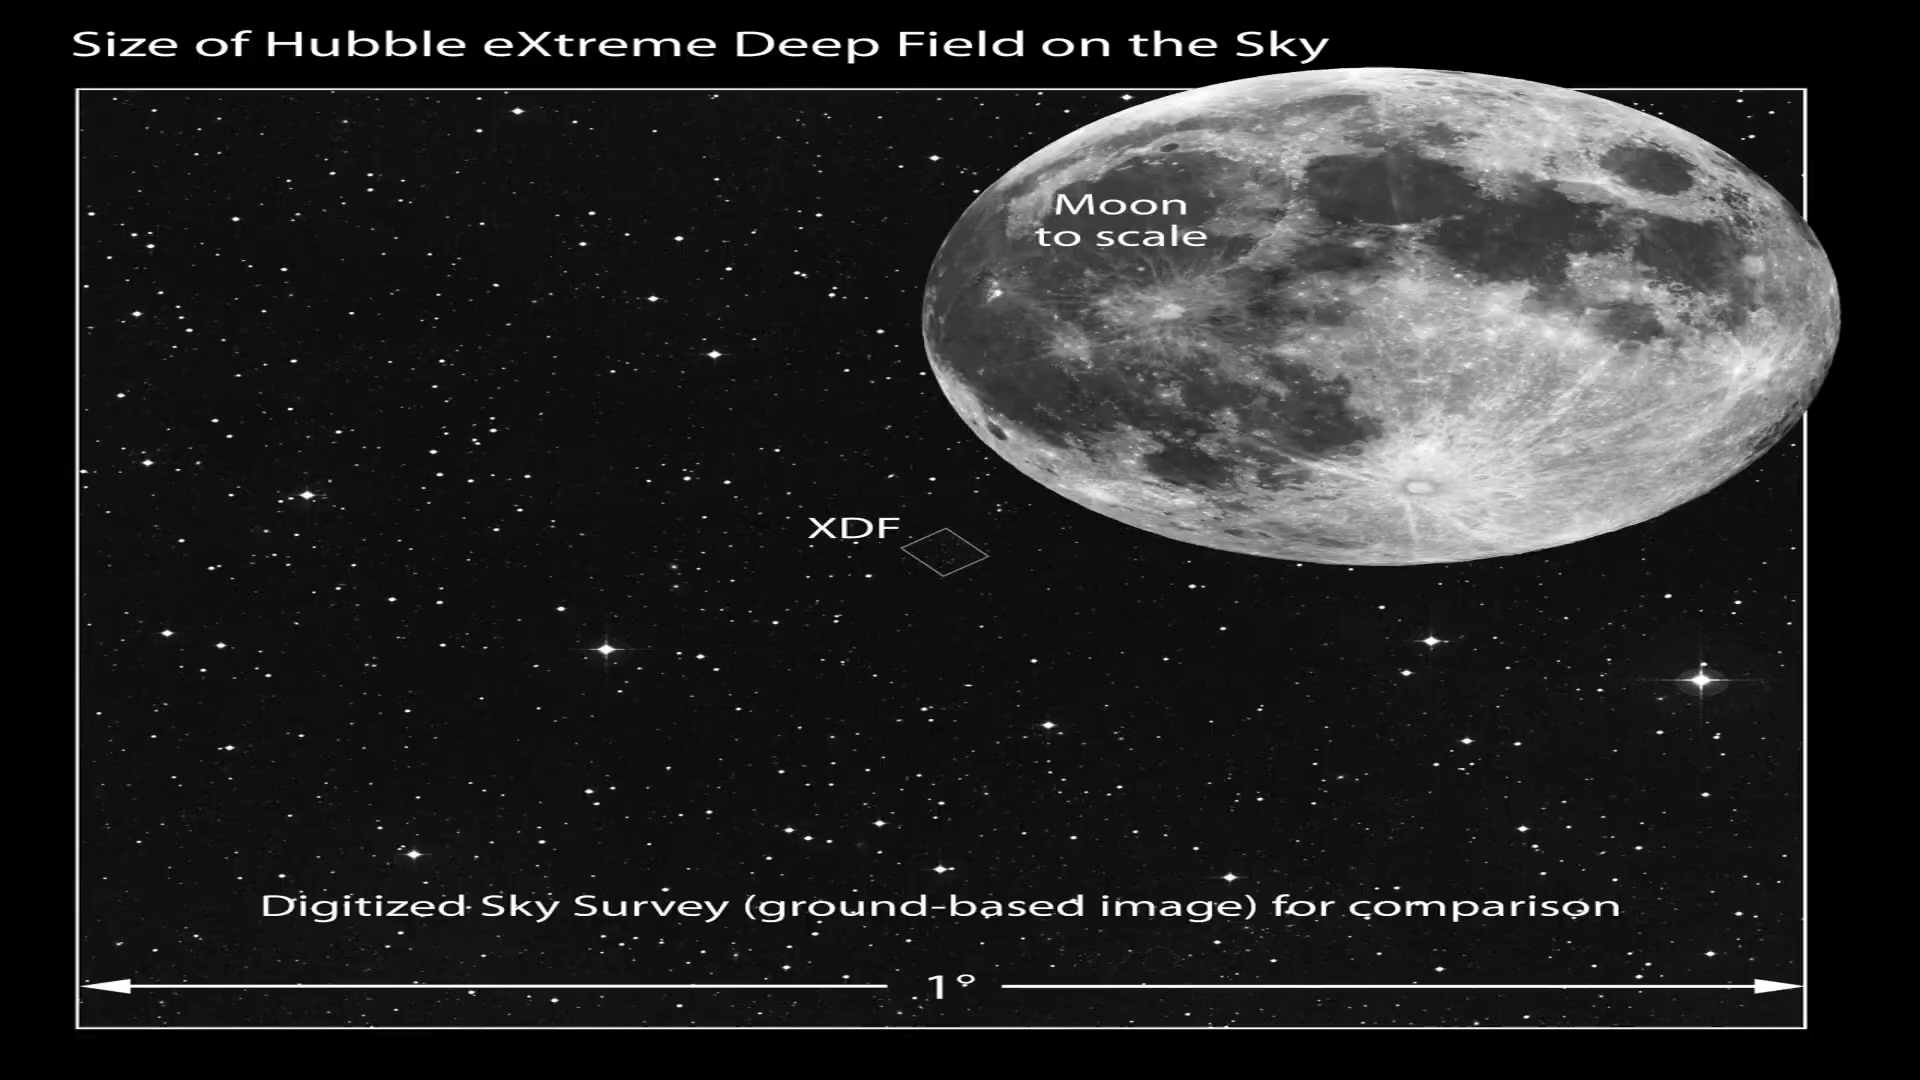 Size of Hubble eXtreme Deep Field on the Sky
Moon
to scale
XDF
Digitized Sky Survey (ground-based image) for comparison
1°